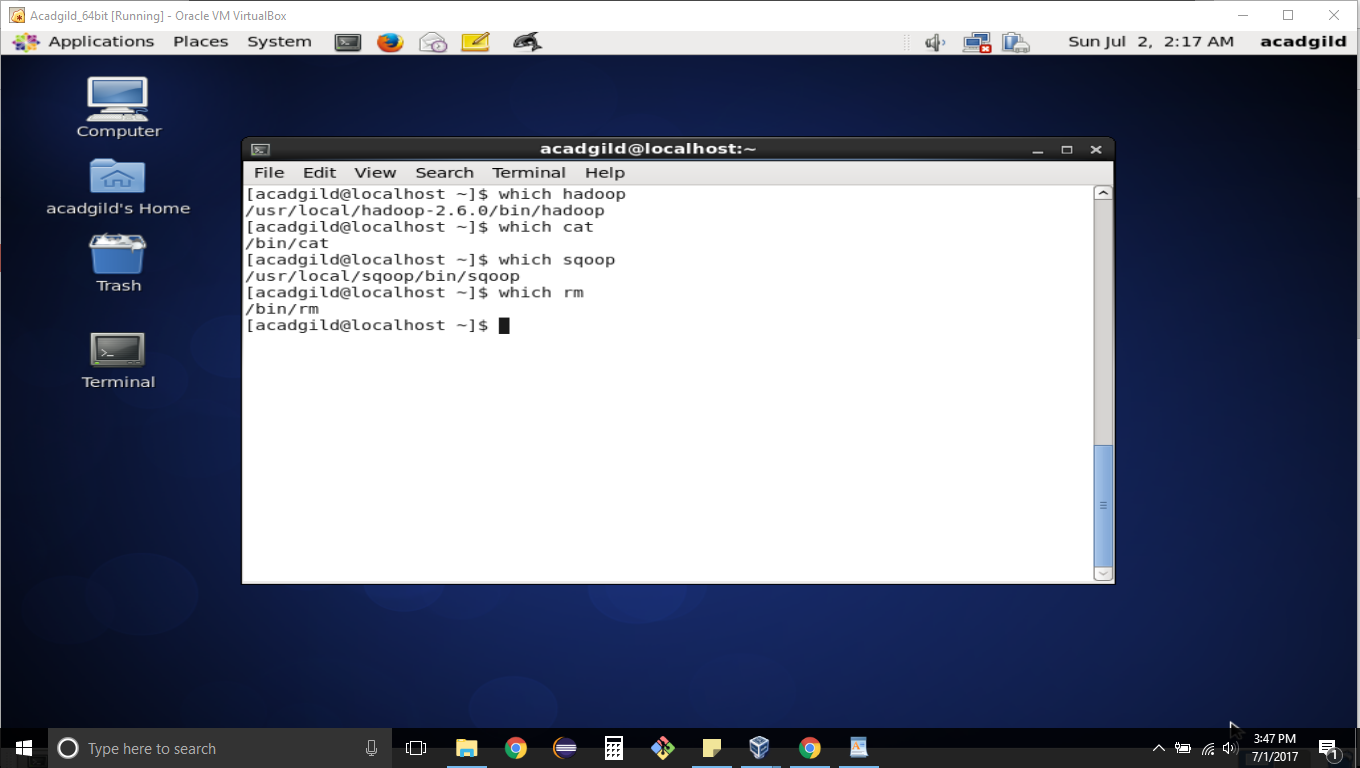 Acadgild_64bit [Running] - Oracle VM VirtualBox
Applications Places System Sun Jul 2, 2:17 AM acadgild
Computer
acadgild's Home
Trash
Terminal
acadgild@localhost:~
File Edit View Search Terminal Help
[acadgild@localhost ~]$ which hadoop
/usr/local/hadoop-2.6.0/bin/hadoop
[acadgild@localhost ~]$ which cat
/bin/cat
[acadgild@localhost ~]$ which sqoop
/usr/local/sqoop/bin/sqoop
[acadgild@localhost ~]$ which rm
/bin/rm
[acadgild@localhost ~]$
Type here to search
3:47 PM
7/1/2017
1